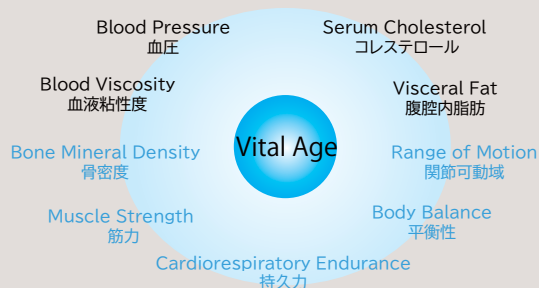 Blood Pressure
血圧
Serum Cholesterol
コレステロール
Blood Viscosity
血液粘性度
Visceral Fat
腹腔内脂肪
Vital Age
Bone Mineral Density
骨密度
Range of Motion
関節可動域
Muscle Strength
筋力
Body Balance
平衡性
Cardiorespiratory Endurance
持久力